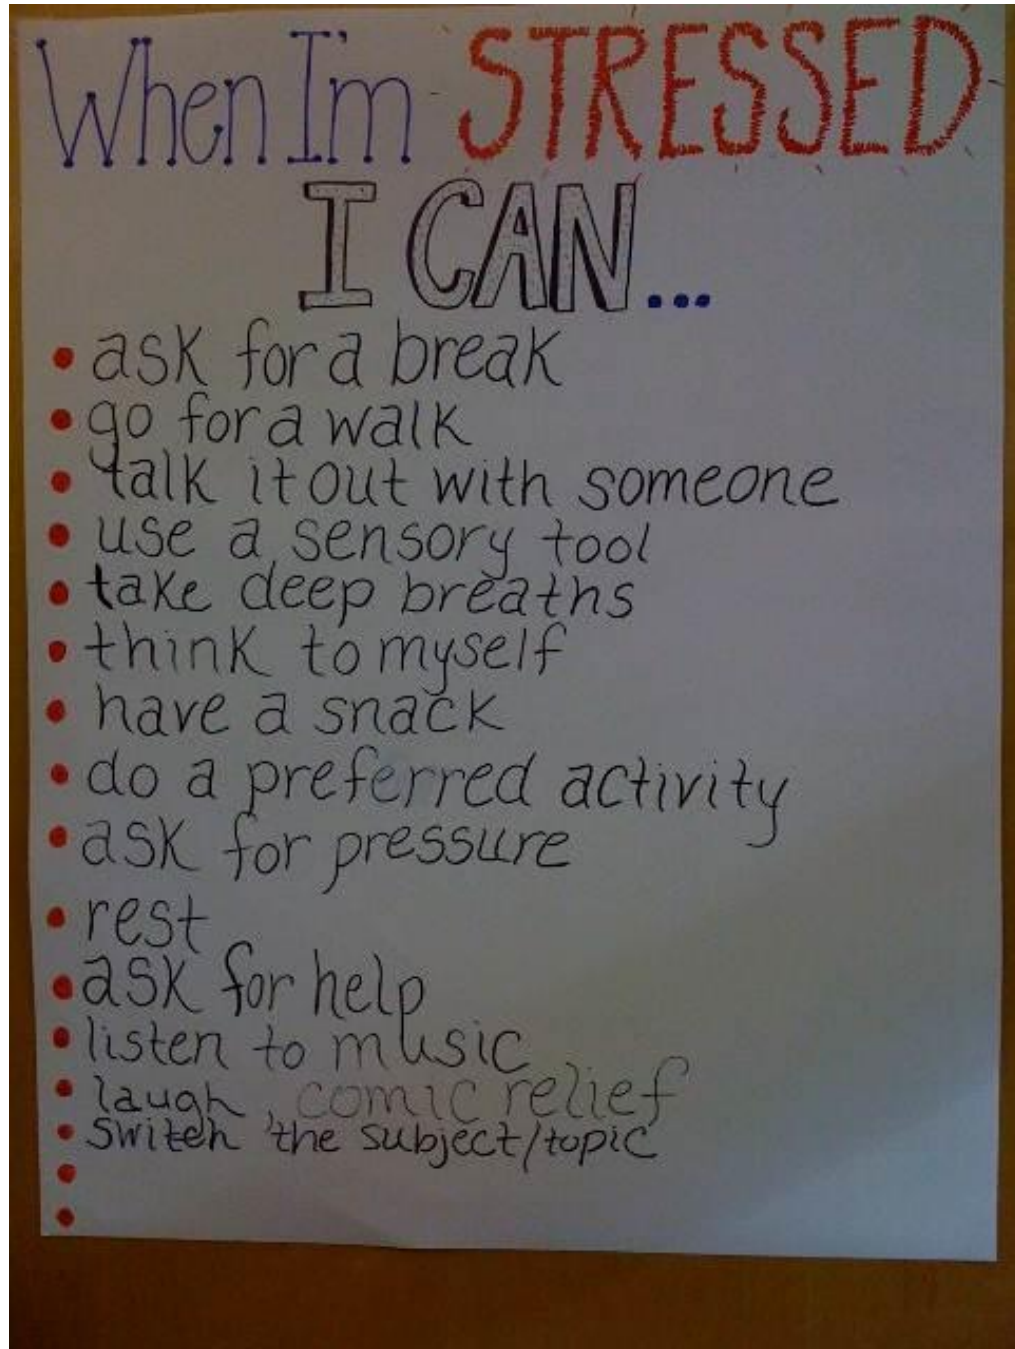 When I'm STRESSED
I CAN...
• ask for a break
• go for a walk
• talk it out with someone
• use a sensory tool
• take deep breaths
• think to myself
• have a snack
• do a preferred activity
• ask for pressure
• rest
• ask for help
• listen to music
• laugh, comic relief
• switch the subject/topic
•
•